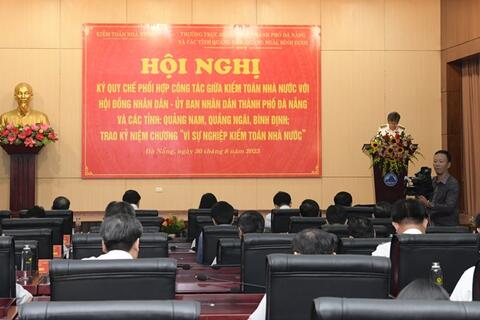 KIỂM TOÁN NHÀ
THÀNH PHỐ ĐÀ NẴNG
VÀ CÁC TỈNH QUẢNG NAM, QUẢNG NGÃI, BÌNH ĐỊNH
HỘI NGHỊ
KÝ QUY CHẾ PHỐI HỢP CÔNG TÁC GIỮA KIỂM TOÁN NHÀ NƯỚC VỚI
HỘI ĐỒNG NHÂN DÂN - ỦY BAN NHÂN DÂN THÀNH PHỐ ĐÀ NẴNG
VÀ CÁC TỈNH: QUẢNG NAM, QUẢNG NGÃI, BÌNH ĐỊNH;
TRAO KỶ NIỆM CHƯƠNG "VÌ SỰ NGHIỆP KIỂM TOÁN NHÀ NƯỚC"
Đà Nẵng, ngày 30 tháng 8 năm 2023